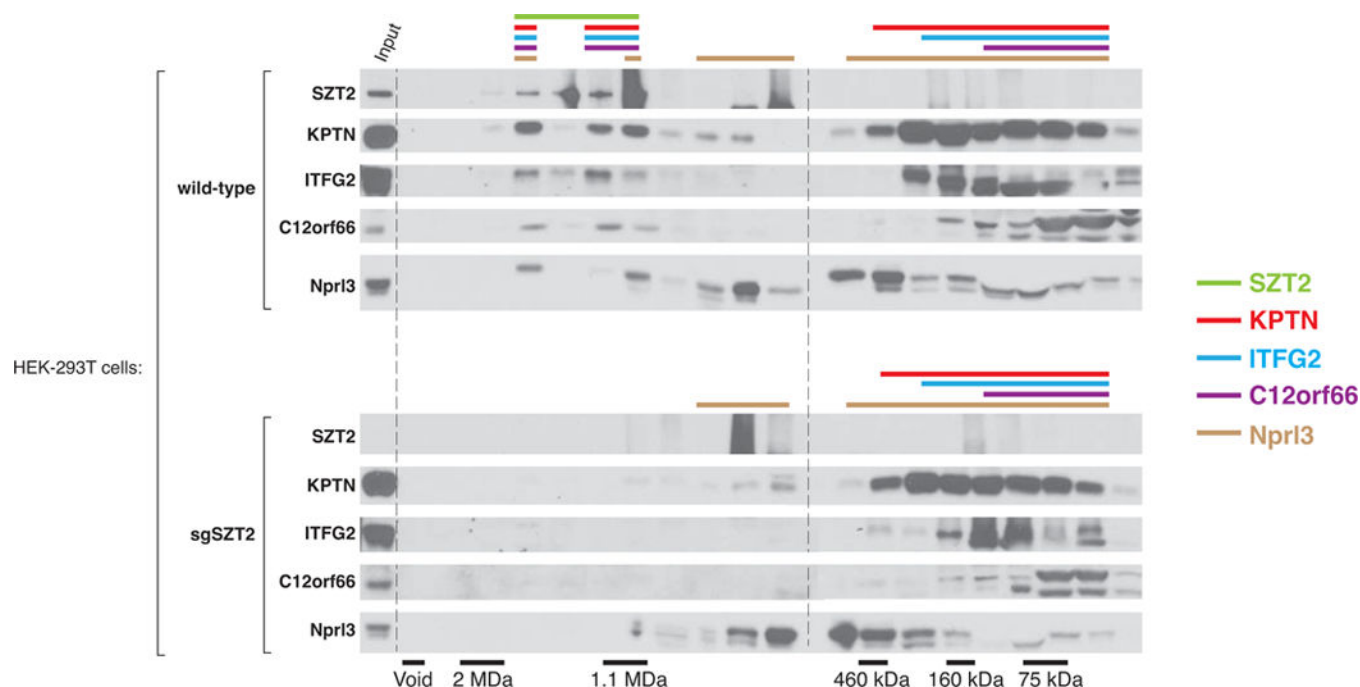 Input
SZT2
KPTN
ITFG2
C12orf66
Nprl3
wild-type
HEK-293T cells:
SZT2
KPTN
ITFG2
C12orf66
Nprl3
sgSZT2
SZT2
KPTN
ITFG2
C12orf66
Nprl3
Void 2 MDa 1.1 MDa 460 kDa 160 kDa 75 kDa